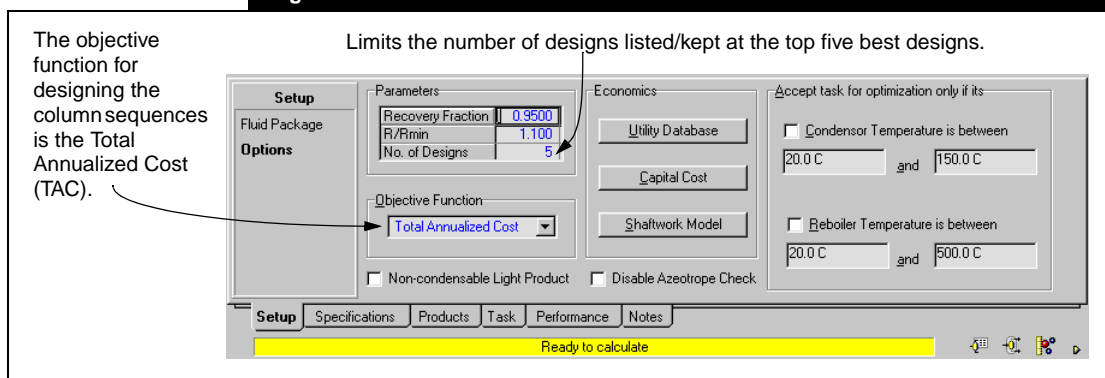 The objective
function for
designing the
column sequences
is the Total
Annualized Cost
(TAC).
Limits the number of designs listed/kept at the top five best designs.
Setup
Fluid Package
Options
Parameters
Recovery Fraction 0.9500
R/Rmin 1.100
No. of Designs 5
Objective Function
Total Annualized Cost
Non-condensable Light Product
Economics
Utility Database
Capital Cost
Shaftwork Model
Disable Azeotrope Check
Accept task for optimization only if its
Condensor Temperature is between
20.0 C and 150.0 C
Reboiler Temperature is between
20.0 C and 500.0 C
Setup Specifications Products Task Performance Notes
Ready to calculate